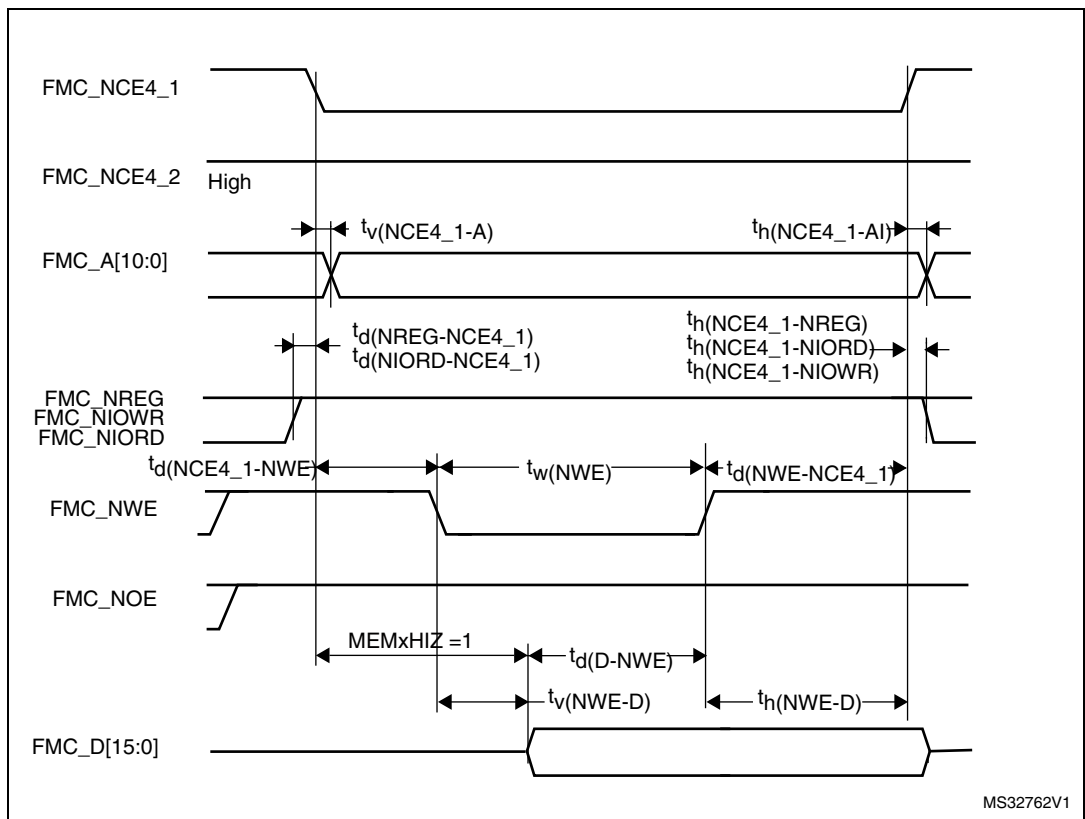 FMC_NCE4_1
FMC_NCE4_2 High
tv(NCE4_1-A)
th(NCE4_1-AI)
FMC_A[10:0]
td(NREG-NCE4_1)
td(NIORD-NCE4_1)
th(NCE4_1-NREG)
th(NCE4_1-NIORD)
th(NCE4_1-NIOWR)
FMC_NREG
FMC_NIOWR
FMC_NIORD
td(NCE4_1-NWE)
tw(NWE)
td(NWE-NCE4_1)
FMC_NWE
FMC_NOE
MEMxHIZ =1
td(D-NWE)
tv(NWE-D)
th(NWE-D)
FMC_D[15:0]
MS32762V1